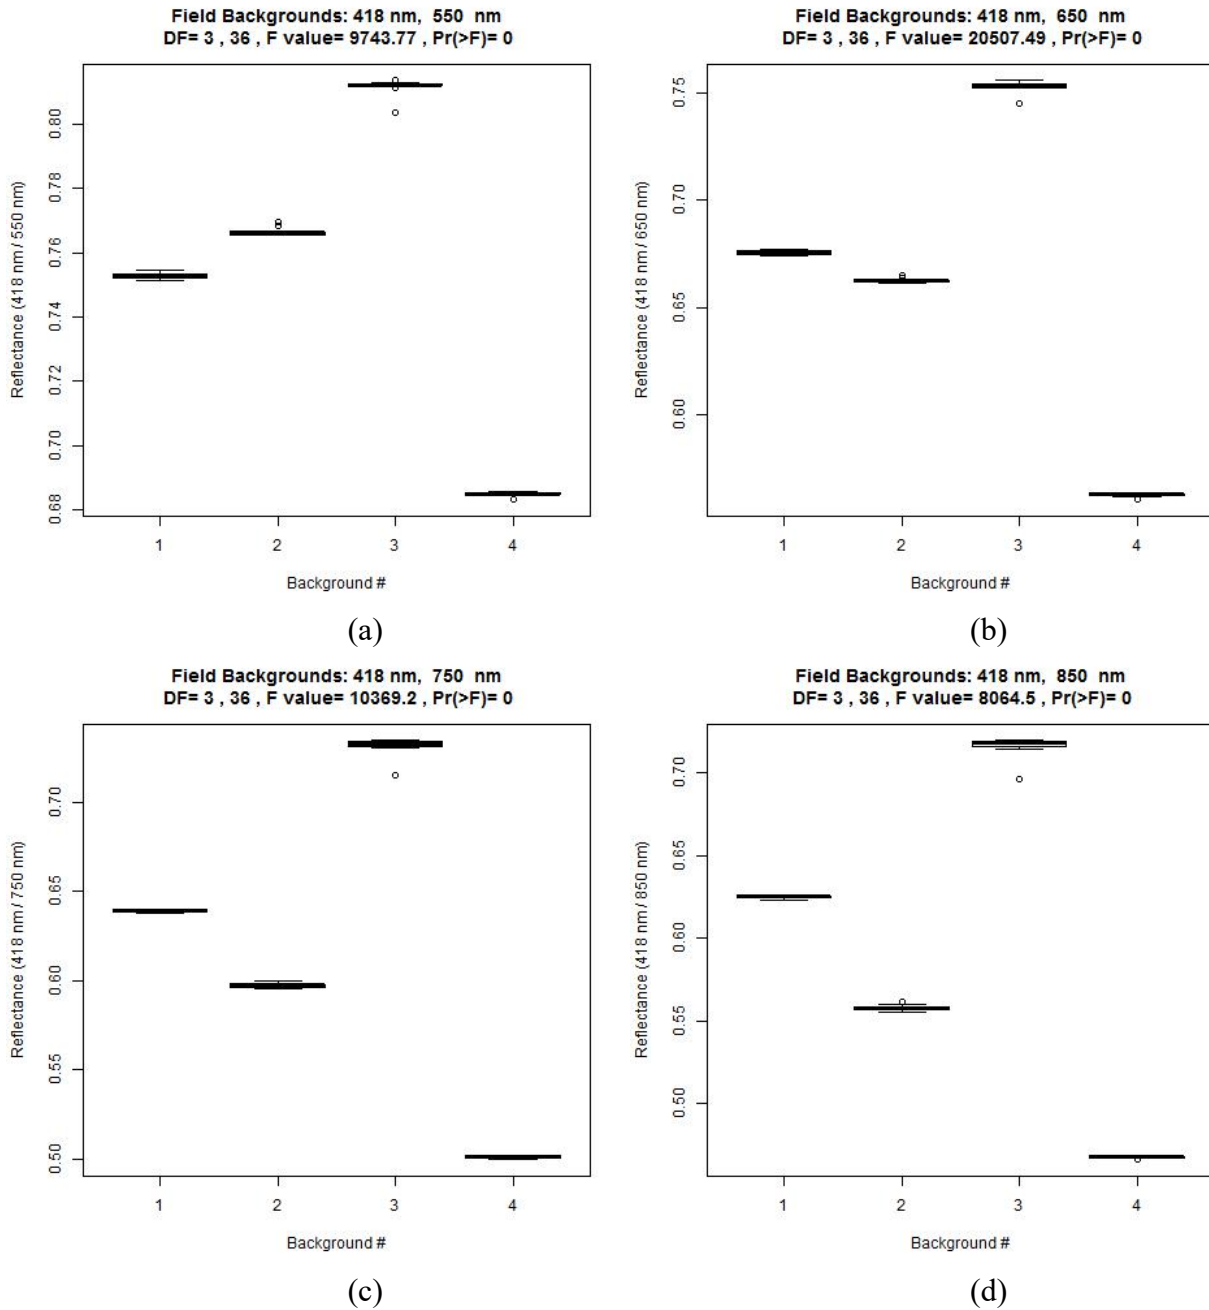 Field Backgrounds: 418 nm,  550  nm
DF= 3 , 36 , F value= 9743.77 , Pr(>F)= 0
Reflectance (418 nm / 550 nm)
0.80
0.78
0.76
0.74
0.72
0.70
0.68
1 2 3 4
Background #
(a)
Field Backgrounds: 418 nm,  650  nm
DF= 3 , 36 , F value= 20507.49 , Pr(>F)= 0
Reflectance (418 nm / 650 nm)
0.75
0.70
0.65
0.60
1 2 3 4
Background #
(b)
Field Backgrounds: 418 nm,  750  nm
DF= 3 , 36 , F value= 10369.2 , Pr(>F)= 0
Reflectance (418 nm / 750 nm)
0.70
0.65
0.60
0.55
0.50
1 2 3 4
Background #
(c)
Field Backgrounds: 418 nm,  850  nm
DF= 3 , 36 , F value= 8064.5 , Pr(>F)= 0
Reflectance (418 nm / 850 nm)
0.70
0.65
0.60
0.55
0.50
1 2 3 4
Background #
(d)